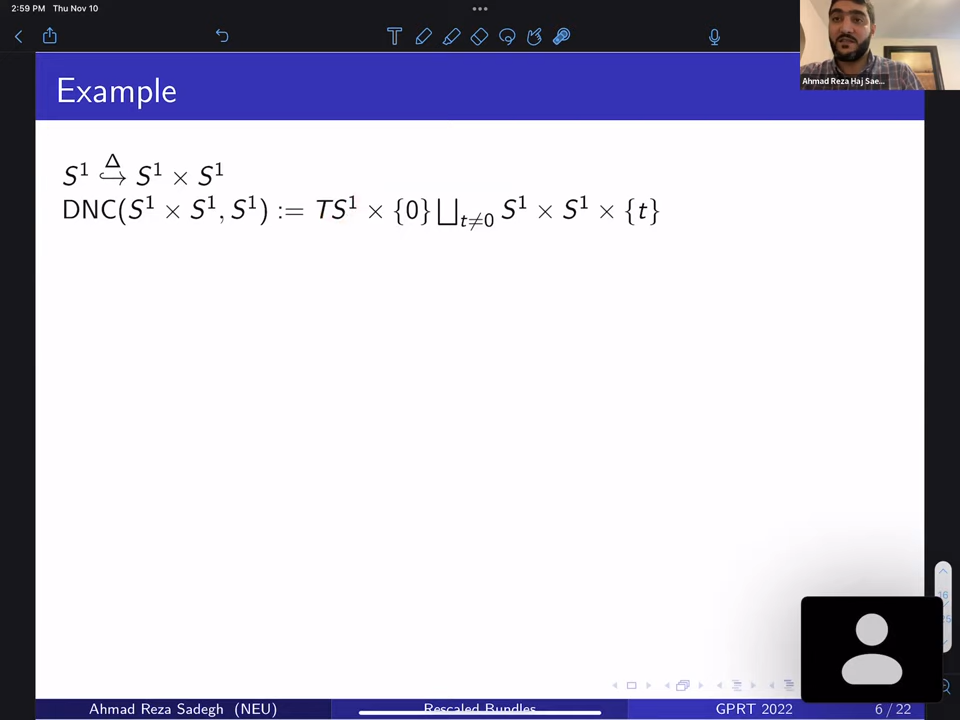 2:59 PM Thu Nov 10
Ahmad Reza Haj Sae...
Example
S¹ Δ↪ S¹ × S¹
DNC(S¹ × S¹, S¹) := TS¹ × {0} ⨆_{t≠0} S¹ × S¹ × {t}
Ahmad Reza Sadegh (NEU) Rescaled Bundles GPRT 2022 6 / 22